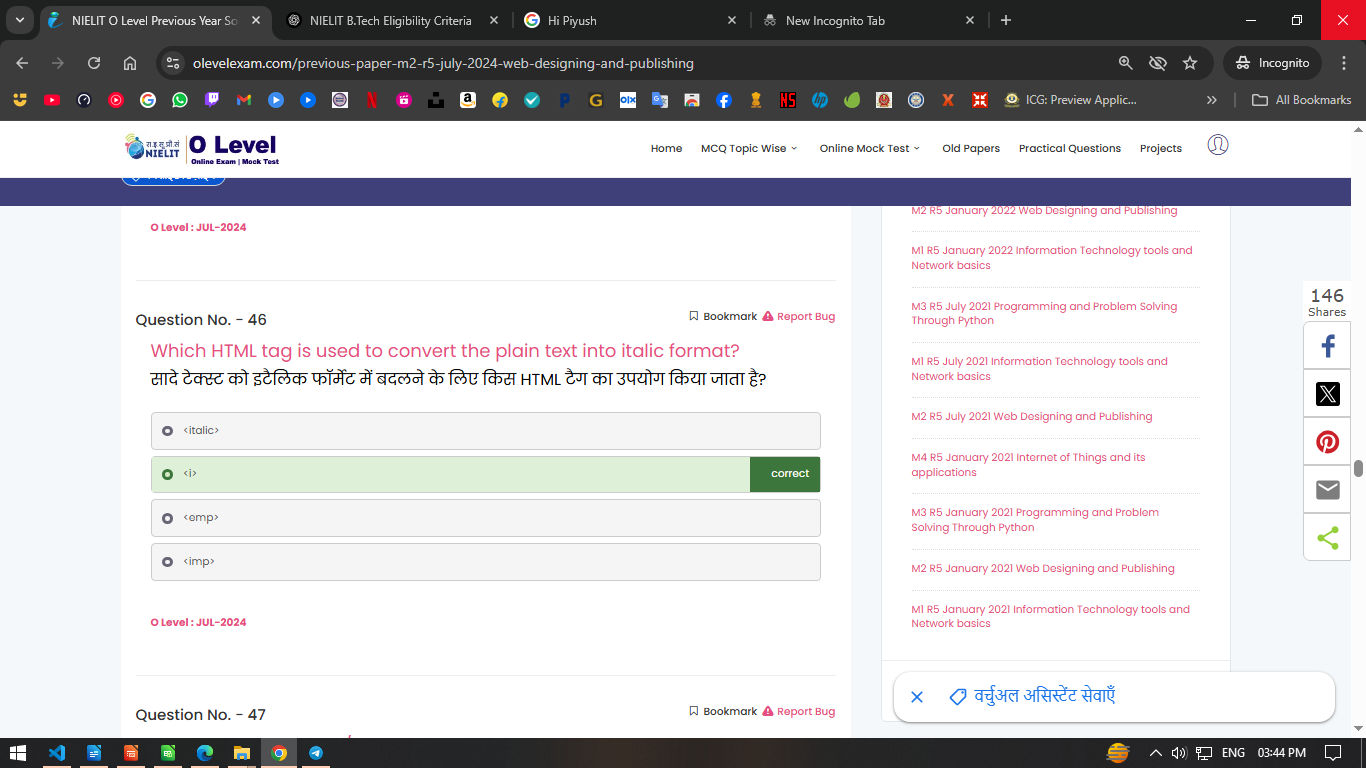 NIELIT O Level Previous Year So
NIELIT B.Tech Eligibility Criteria
Hi Piyush
New Incognito Tab
olevelexam.com/previous-paper-m2-r5-july-2024-web-designing-and-publishing
Incognito
ICG: Preview Applic...
All Bookmarks
रा.इ.सू.प्रौ.सं
NIELIT
O Level
Online Exam | Mock Test
Home
MCQ Topic Wise
Online Mock Test
Old Papers
Practical Questions
Projects
O Level : JUL-2024
Question No. - 46
Bookmark
Report Bug
Which HTML tag is used to convert the plain text into italic format?
सादे टेक्स्ट को इटैलिक फॉर्मेट में बदलने के लिए किस HTML टैग का उपयोग किया जाता है?
<italic>
<i>
correct
<emp>
<imp>
O Level : JUL-2024
Question No. - 47
Bookmark
Report Bug
M2 R5 January 2022 Web Designing and Publishing
M1 R5 January 2022 Information Technology tools and
Network basics
M3 R5 July 2021 Programming and Problem Solving
Through Python
M1 R5 July 2021 Information Technology tools and
Network basics
M2 R5 July 2021 Web Designing and Publishing
M4 R5 January 2021 Internet of Things and its
applications
M3 R5 January 2021 Programming and Problem
Solving Through Python
M2 R5 January 2021 Web Designing and Publishing
M1 R5 January 2021 Information Technology tools and
Network basics
146
Shares
वर्चुअल असिस्टेंट सेवाएँ
ENG
03:44 PM